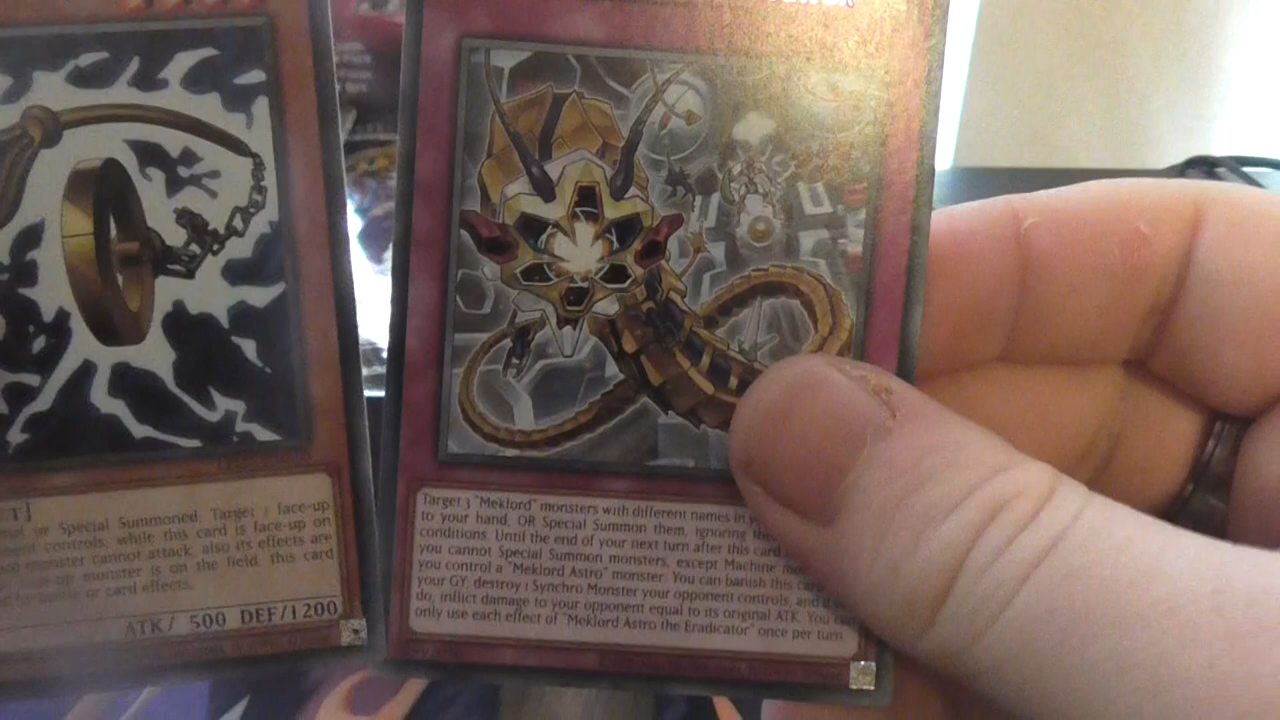 or Special Summoned: Target 1 face-up
controls; while this card is face-up on
monster cannot attack, also its effects are
monster is on the field, this card
by battle or card effects.
ATK/ 500 DEF/1200
Target 3 "Meklord" monsters with different names in
to your hand, OR Special Summon them, ignoring
conditions. Until the end of your next turn after this card
you cannot Special Summon monsters, except Machine
you control a "Meklord Astro" monster. You can banish this
your GY; destroy 1 Synchro Monster your opponent controls, and
do, inflict damage to your opponent equal to its original ATK. You
only use each effect of "Meklord Astro the Eradicator" once per turn.